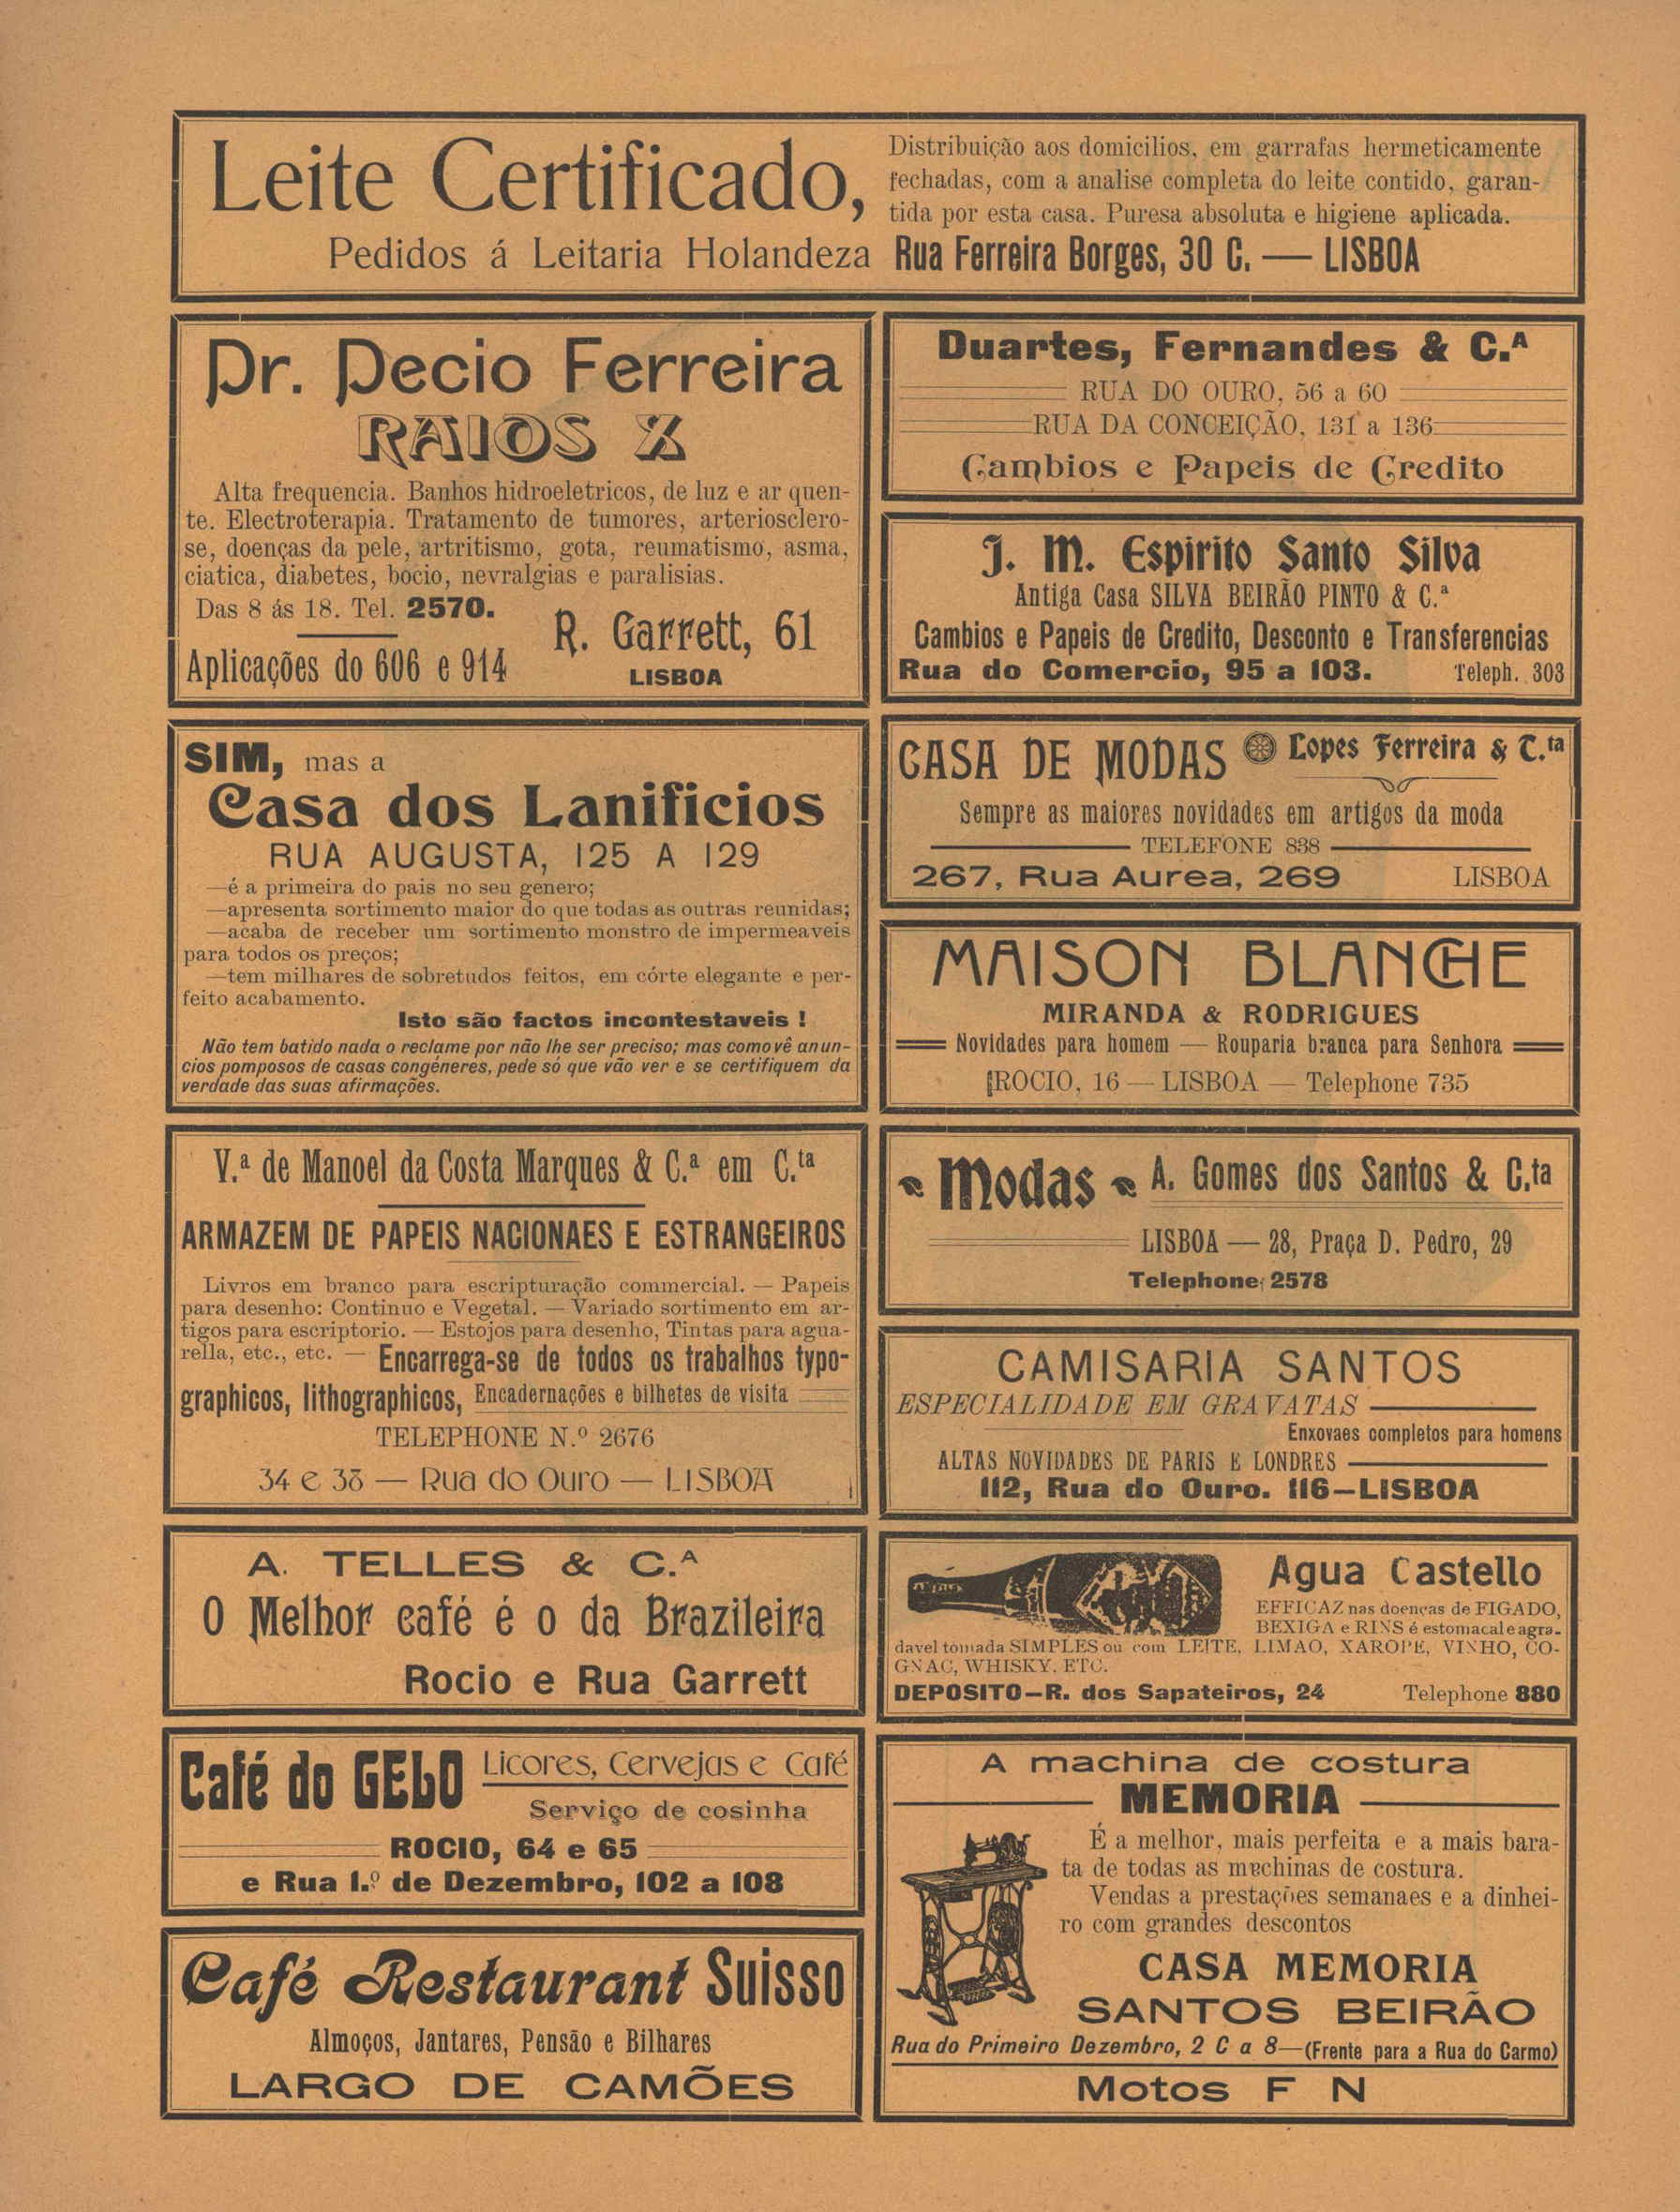 Leite Certificado,
Distribuição aos domicilios, em garrafas hermeticamente
fechadas, com a analise completa do leite contido, garan-
tida por esta casa. Puresa absoluta e higiene aplicada.
Pedidos á Leitaria Holandeza Rua Ferreira Borges, 30 C. — LISBOA
Dr. Decio Ferreira
RAIOS X
Alta frequencia. Banhos hidroeletricos, de luz e ar quen-
te. Electroterapia. Tratamento de tumores, arteriosclero-
se, doenças da pele, artritismo, gota, reumatismo, asma,
ciatica, diabetes, bócio, nevralgias e paralisias.
Das 8 ás 18. Tel. 2570.
Aplicações do 606 e 914
R. Garrett, 61
LISBOA
SIM, mas a
Casa dos Lanificios
RUA AUGUSTA, 125 A 129
—é a primeira do pais no seu genero;
—apresenta sortimento maior do que todas as outras reunidas;
—acaba de receber um sortimento monstro de impermeaveis
para todos os preços;
—tem milhares de sobretudos feitos, em córte elegante e per-
feito acabamento.
Isto são factos incontestaveis !
Não tem batido nada o reclame por não lhe ser preciso; mas como vê anun-
cios pomposos de casas congéneres, pede só que vão ver e se certifiquem da
verdade das suas afirmações.
V.ª de Manoel da Costa Marques & C.ª em C.ta
ARMAZEM DE PAPEIS NACIONAES E ESTRANGEIROS
Livros em branco para escripturação commercial. — Papeis
para desenho: Continuo e Vegetal. — Variado sortimento em ar-
tigos para escriptorio. — Estojos para desenho, Tintas para agua-
rella, etc., etc. — Encarrega-se de todos os trabalhos typo-
graphicos, lithographicos, Encadernações e bilhetes de visita
TELEPHONE N.º 2676
34 e 38 — Rua do Ouro — LISBOA
A. TELLES & C.A
O Melhor café é o da Brazileira
Rocio e Rua Garrett
Café do GELO
Licores, Cervejas e Café
Serviço de cosinha
ROCIO, 64 e 65
e Rua 1.º de Dezembro, 102 a 108
Café Restaurant Suisso
Almoços, Jantares, Pensão e Bilhares
LARGO DE CAMÕES
Duartes, Fernandes & C.A
RUA DO OURO, 56 a 60
RUA DA CONCEIÇÃO, 131 a 136
Cambios e Papeis de Credito
J. M. Espirito Santo Silva
Antiga Casa SILVA BEIRÃO PINTO & C.ª
Cambios e Papeis de Credito, Desconto e Transferencias
Rua do Comercio, 95 a 103. Teleph. 303
CASA DE MODAS Lopes Ferreira & C.ta
Sempre as maiores novidades em artigos da moda
TELEFONE 838
267, Rua Aurea, 269 LISBOA
MAISON BLANCHE
MIRANDA & RODRIGUES
Novidades para homem — Rouparia branca para Senhora
ROCIO, 16 — LISBOA — Telephone 735
Modas A. Gomes dos Santos & C.ta
LISBOA — 28, Praça D. Pedro, 29
Telephone: 2578
CAMISARIA SANTOS
ESPECIALIDADE EM GRAVATAS
Enxovaes completos para homens
ALTAS NOVIDADES DE PARIS E LONDRES
112, Rua do Ouro. 116—LISBOA
Agua Castello
EFFICAZ nas doenças de FIGADO,
BEXIGA e RINS é estomacal e agra-
davel tomada SIMPLES ou com LEITE, LIMAO, XAROPE, VINHO, CO-
GNAC, WHISKY, ETC.
DEPOSITO—R. dos Sapateiros, 24 Telephone 880
A machina de costura
MEMORIA
É a melhor, mais perfeita e a mais bara-
ta de todas as mechinas de costura.
Vendas a prestações semanaes e a dinhei-
ro com grandes descontos
CASA MEMORIA
SANTOS BEIRÃO
Rua do Primeiro Dezembro, 2 C a 8—(Frente para a Rua do Carmo)
Motos F N